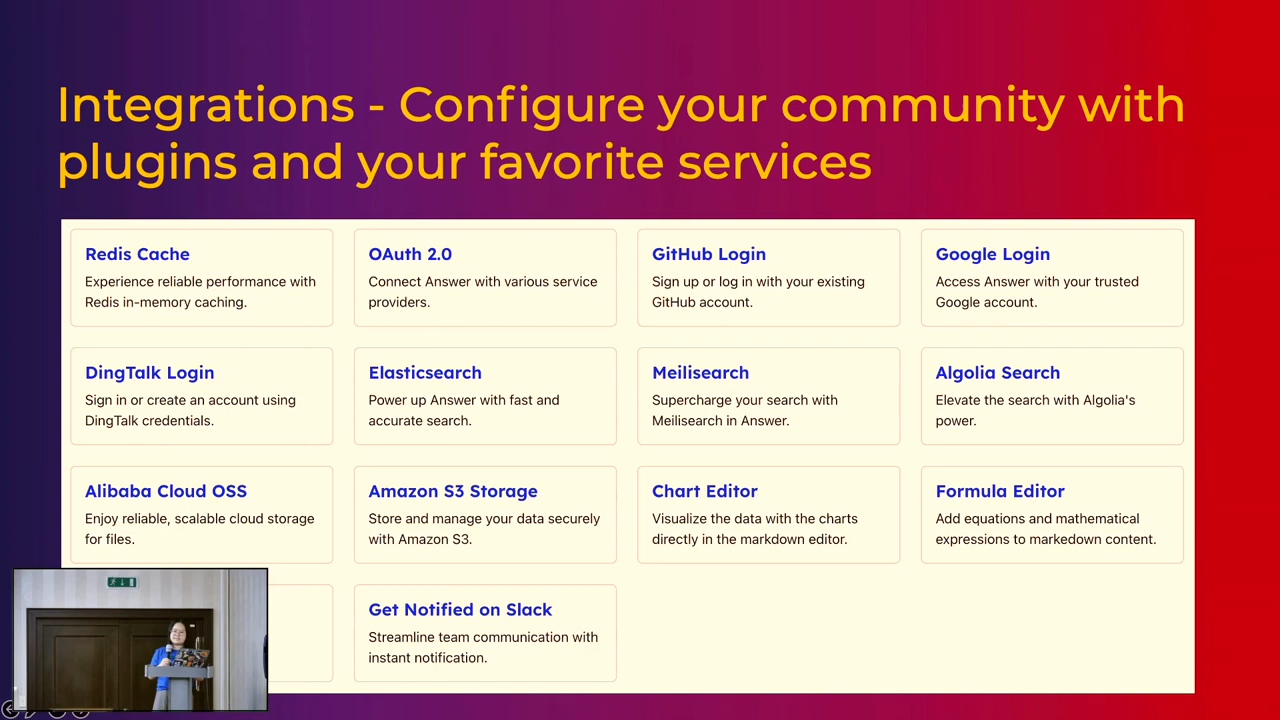 Integrations - Configure your community with
plugins and your favorite services
Redis Cache
Experience reliable performance with
Redis in-memory caching.
OAuth 2.0
Connect Answer with various service
providers.
GitHub Login
Sign up or log in with your existing
GitHub account.
Google Login
Access Answer with your trusted
Google account.
DingTalk Login
Sign in or create an account using
DingTalk credentials.
Elasticsearch
Power up Answer with fast and
accurate search.
Meilisearch
Supercharge your search with
Meilisearch in Answer.
Algolia Search
Elevate the search with Algolia's
power.
Alibaba Cloud OSS
Enjoy reliable, scalable cloud storage
for files.
Amazon S3 Storage
Store and manage your data securely
with Amazon S3.
Chart Editor
Visualize the data with the charts
directly in the markdown editor.
Formula Editor
Add equations and mathematical
expressions to markedown content.
Get Notified on Slack
Streamline team communication with
instant notification.